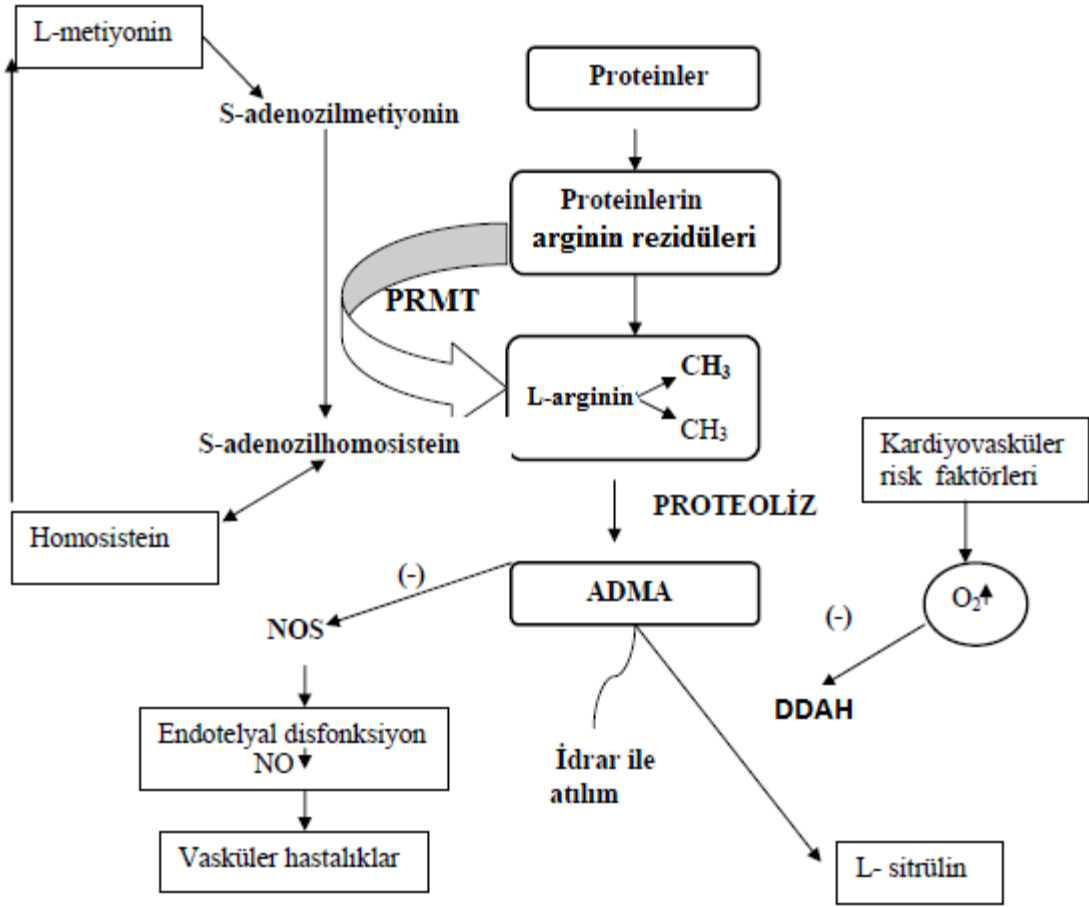 L-metiyonin
Proteinler
S-adenozilmetiyonin
Proteinlerin
arginin rezidüleri
PRMT
L-arginin
CH₃
CH₃
S-adenozilhomosistein
Kardiyovasküler
risk faktörleri
PROTEOLİZ
Homosistein
(-)
ADMA
O₂
(-)
NOS
DDAH
Endotelyal disfonksiyon
NO
İdrar ile
atılım
Vasküler hastalıklar
L- sitrülin